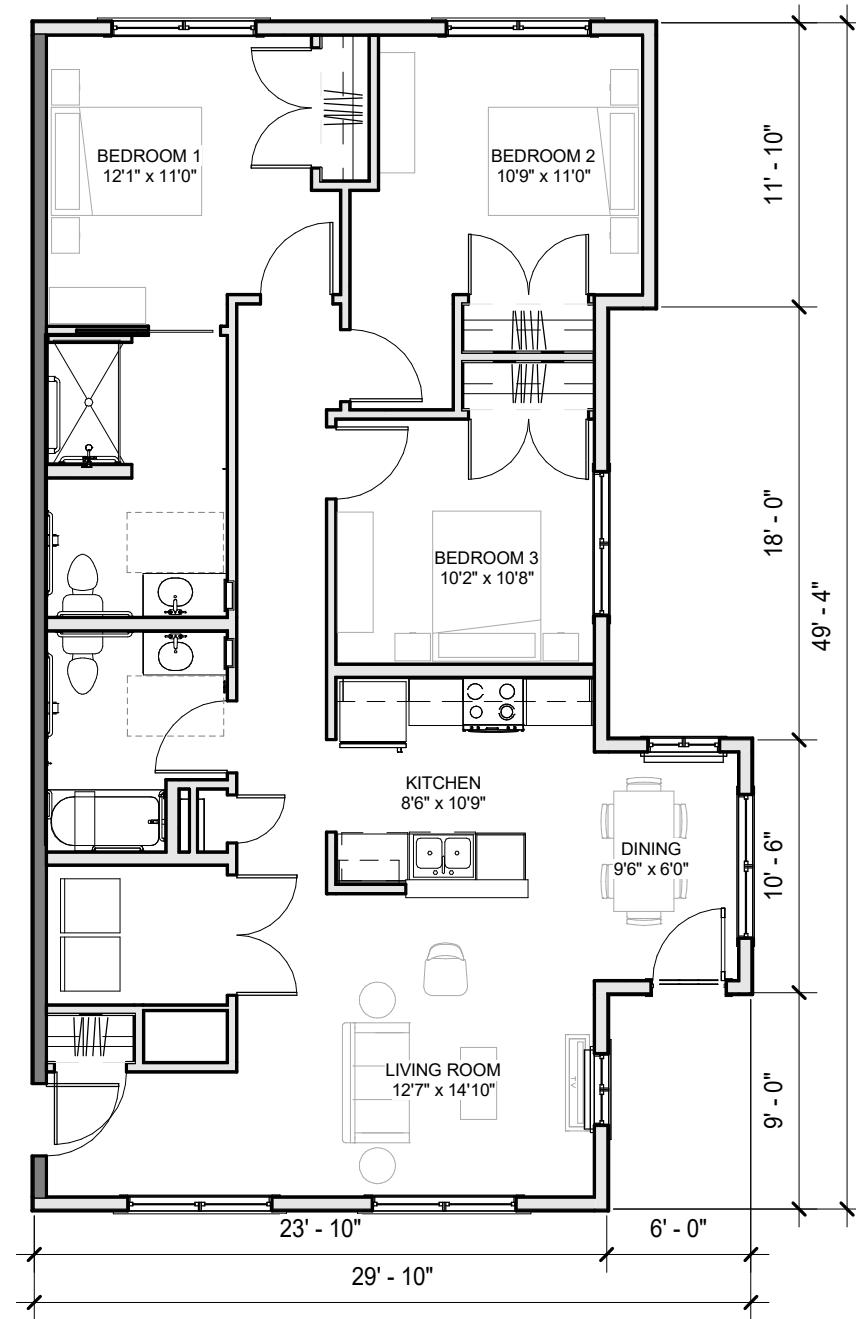 BEDROOM 1
12'1" x 11'0"
BEDROOM 2
10'9" x 11'0"
11' - 10"
BEDROOM 3
10'2" x 10'8"
18' - 0"
49' - 4"
KITCHEN
8'6" x 10'9"
DINING
9'6" x 6'0"
10' - 6"
LIVING ROOM
12'7" x 14'10"
TV
9' - 0"
23' - 10"
6' - 0"
29' - 10"